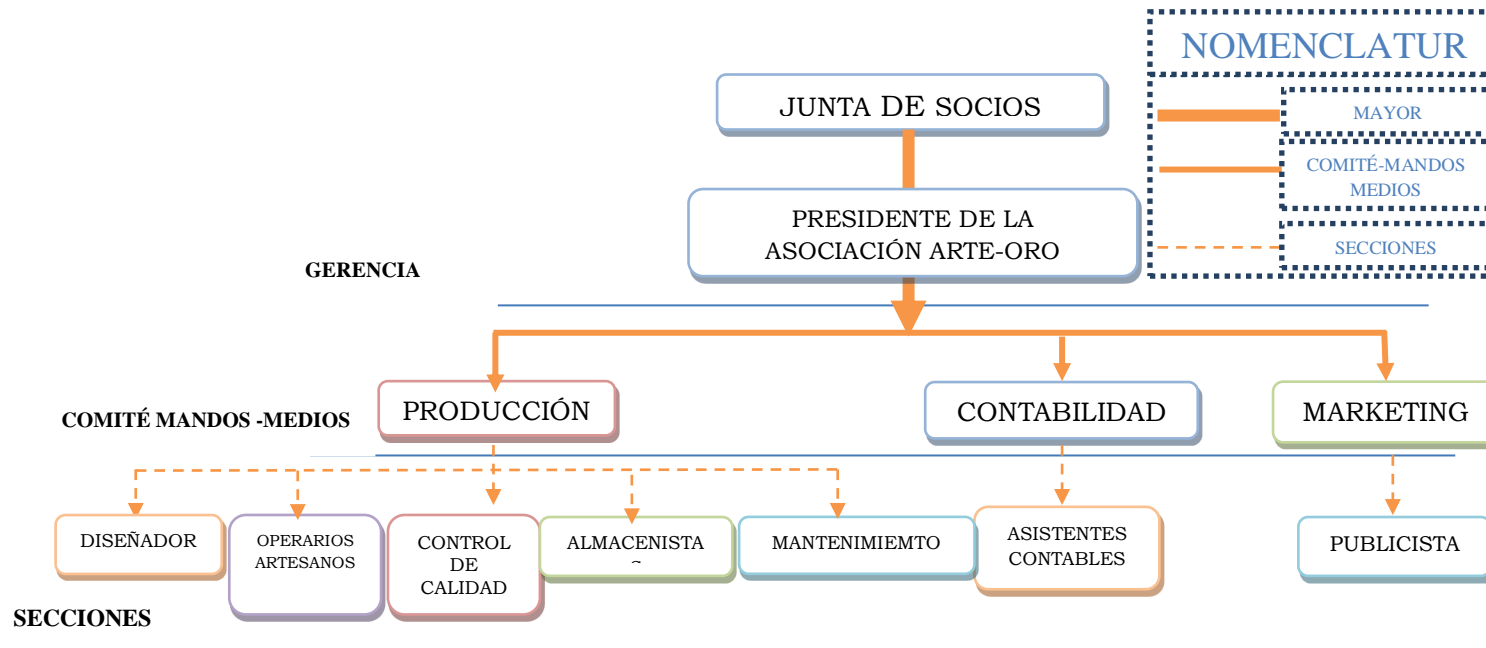 NOMENCLATUR
MAYOR
COMITÉ-MANDOS
MEDIOS
SECCIONES
JUNTA DE SOCIOS
PRESIDENTE DE LA
ASOCIACIÓN ARTE-ORO
GERENCIA
COMITÉ MANDOS -MEDIOS
PRODUCCIÓN
CONTABILIDAD
MARKETING
DISEÑADOR
OPERARIOS
ARTESANOS
CONTROL
DE
CALIDAD
ALMACENISTA
MANTENIMIEMTO
ASISTENTES
CONTABLES
PUBLICISTA
SECCIONES